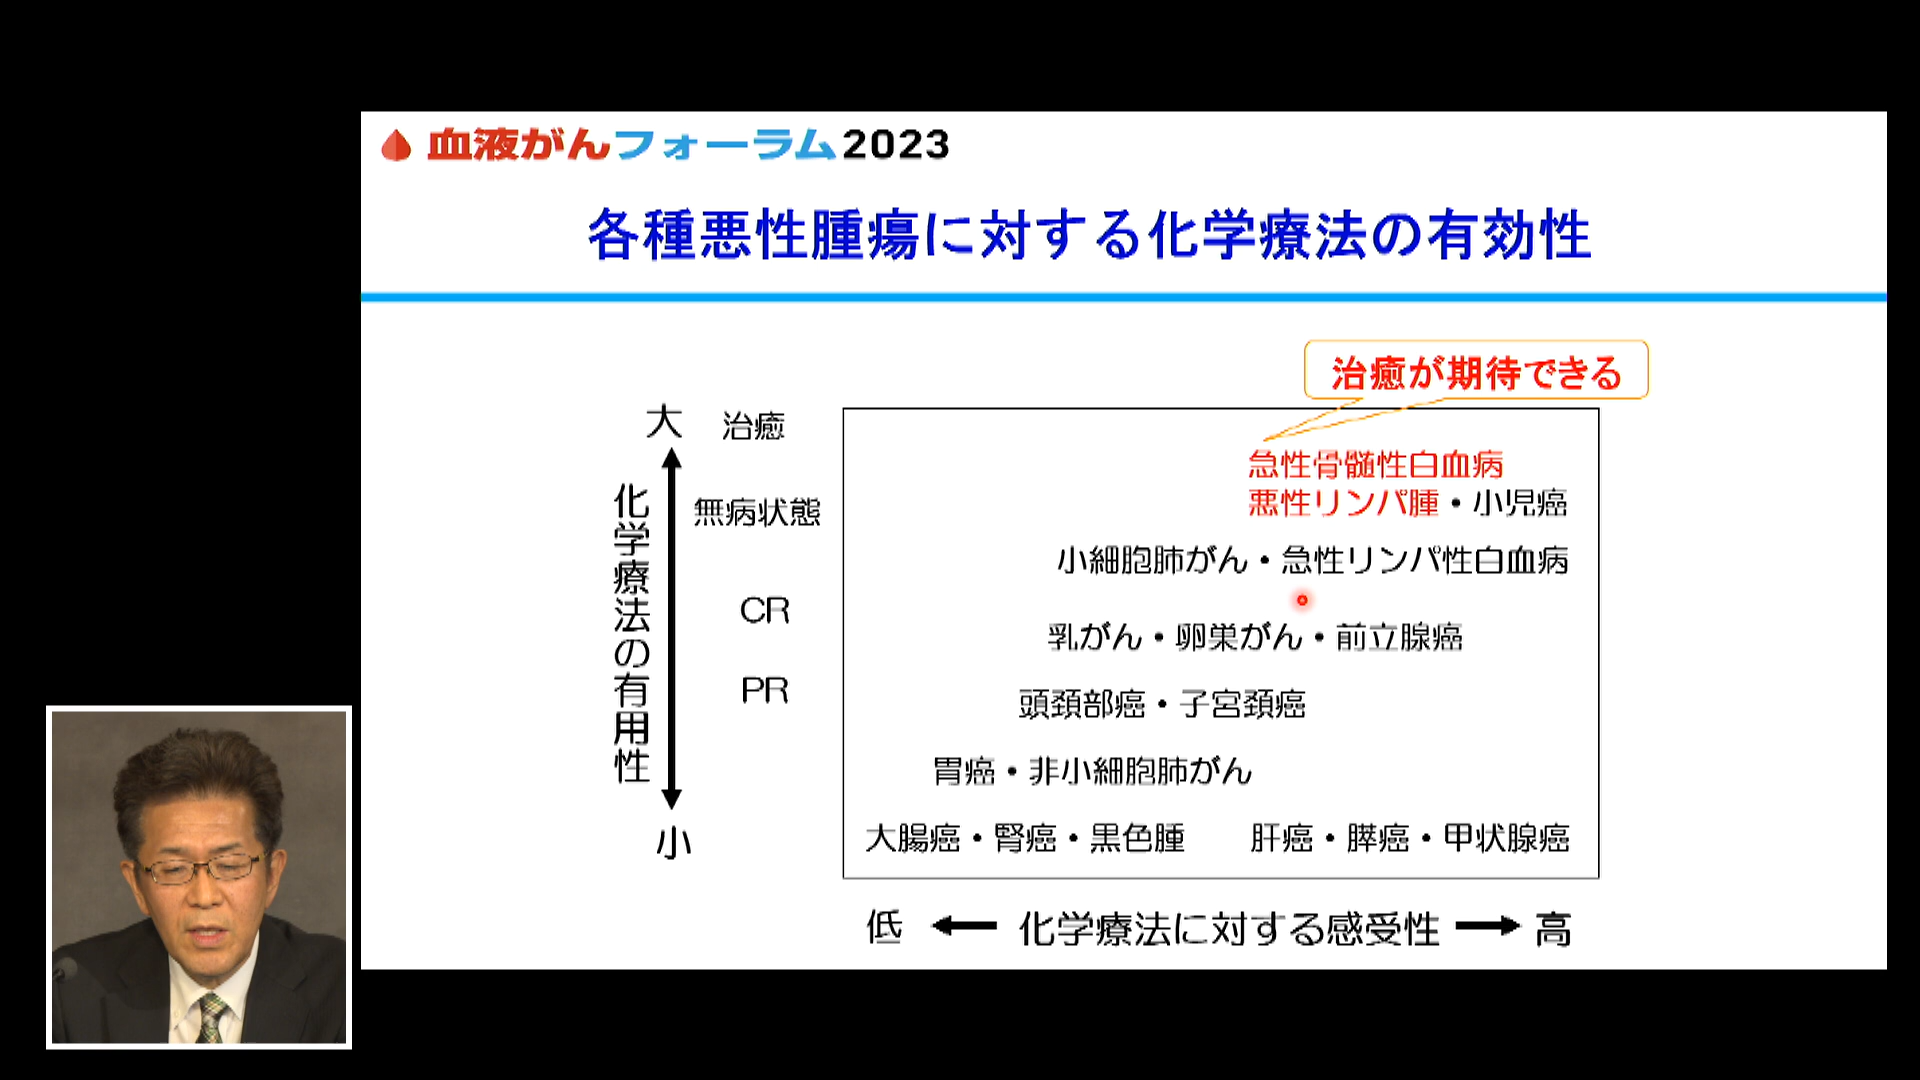 血液がんフォーラム2023
各種悪性腫瘍に対する化学療法の有効性
治癒が期待できる
大
治癒
無病状態
CR
PR
化学療法の有用性
小
急性骨髄性白血病
悪性リンパ腫・小児癌
小細胞肺がん・急性リンパ性白血病
乳がん・卵巣がん・前立腺癌
頭頚部癌・子宮頚癌
胃癌・非小細胞肺がん
大腸癌・腎癌・黒色腫 肝癌・膵癌・甲状腺癌
低 ← 化学療法に対する感受性 → 高